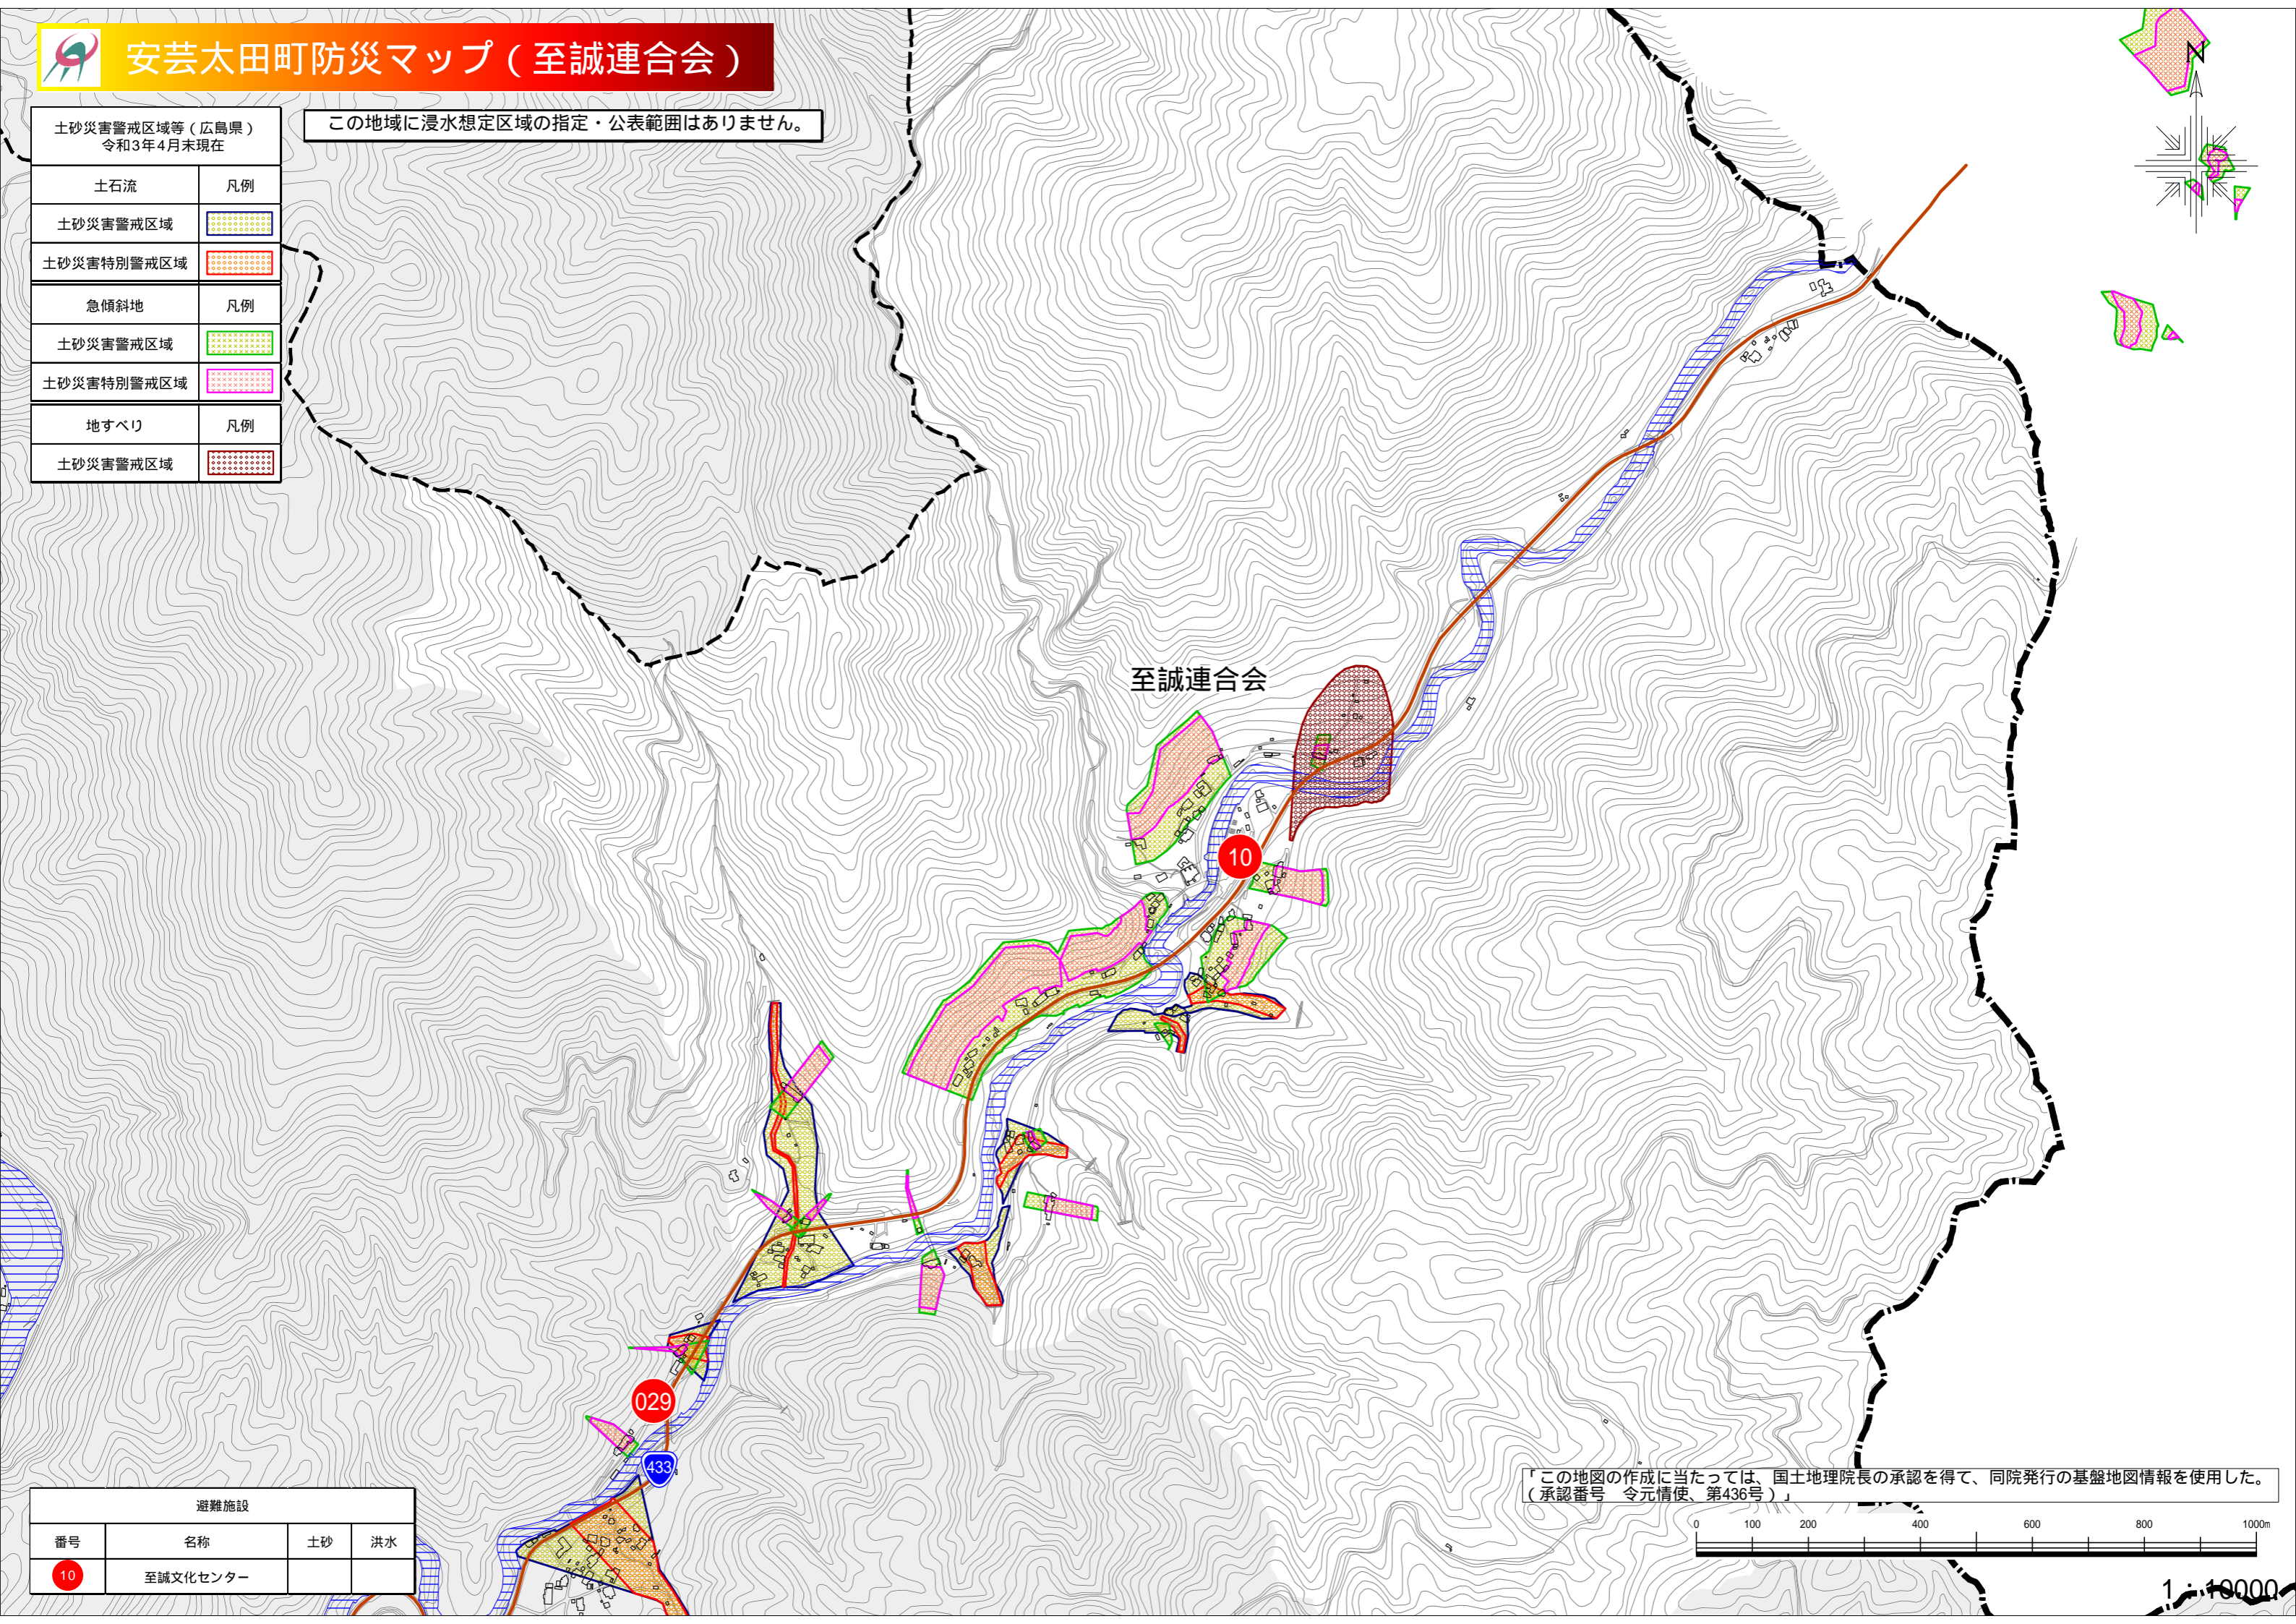 安芸太田町防災マップ（至誠連合会）
この地域に浸水想定区域の指定・公表範囲はありません。
土砂災害警戒区域等（広島県）
令和3年4月末現在
土石流 凡例
土砂災害警戒区域
土砂災害特別警戒区域
急傾斜地 凡例
土砂災害警戒区域
土砂災害特別警戒区域
地すべり 凡例
土砂災害警戒区域
N
至誠連合会
10
029
433
避難施設
番号 名称 土砂 洪水
10 至誠文化センター
「この地図の作成に当たっては、国土地理院長の承認を得て、同院発行の基盤地図情報を使用した。
（承認番号　令元情使、第436号）」
0 100 200 400 600 800 1000m
1：10000